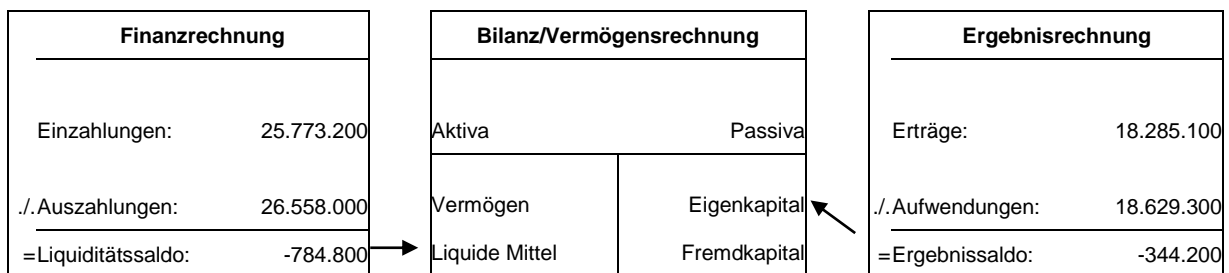 Finanzrechnung
Einzahlungen: 25.773.200
./. Auszahlungen: 26.558.000
= Liquiditätssaldo: -784.800
Bilanz/Vermögensrechnung
Aktiva Passiva
Vermögen Eigenkapital
Liquide Mittel Fremdkapital
Ergebnisrechnung
Erträge: 18.285.100
./. Aufwendungen: 18.629.300
= Ergebnissaldo: -344.200